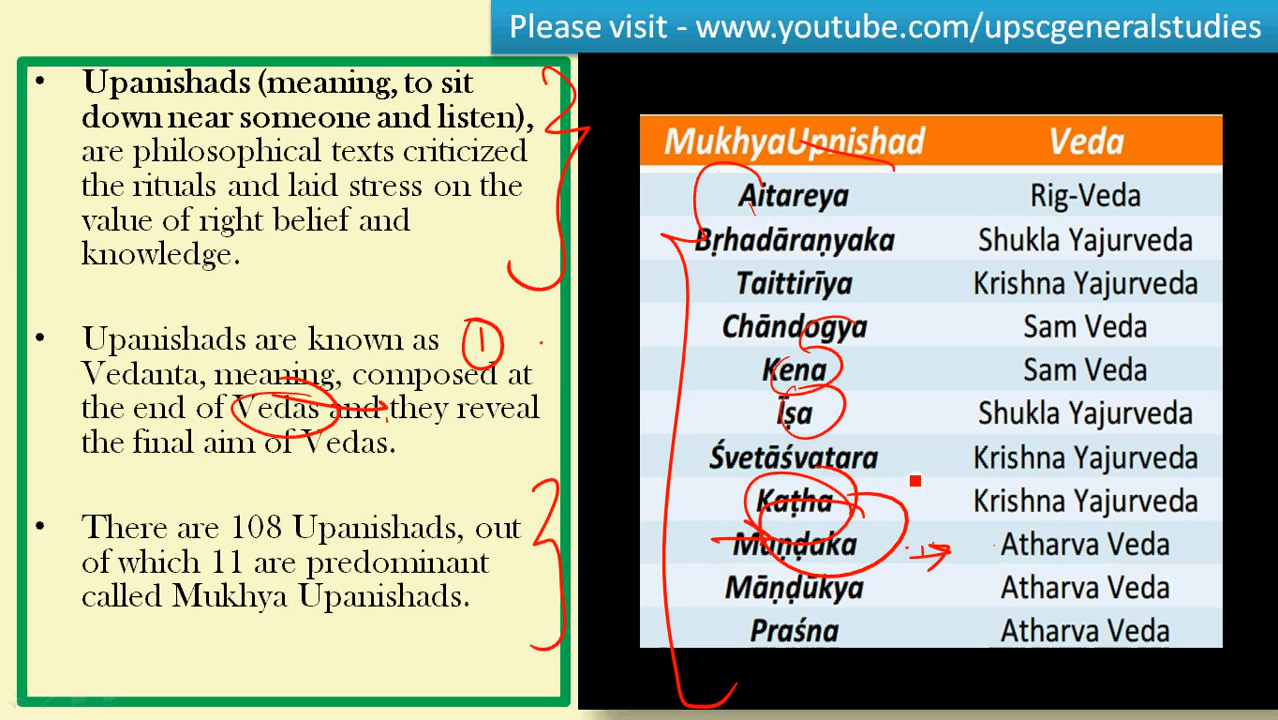 Please visit - www.youtube.com/upscgeneralstudies
• Upanishads (meaning, to sit
down near someone and listen),
are philosophical texts criticized
the rituals and laid stress on the
value of right belief and
knowledge.
• Upanishads are known as 1
Vedanta, meaning, composed at
the end of Vedas and they reveal
the final aim of Vedas.
• There are 108 Upanishads, out
of which 11 are predominant
called Mukhya Upanishads.
MukhyaUpnishad Veda
Aitareya Rig-Veda
Bṛhadāraṇyaka Shukla Yajurveda
Taittirīya Krishna Yajurveda
Chāndogya Sam Veda
Kena Sam Veda
Īṣa Shukla Yajurveda
Śvetāśvatara Krishna Yajurveda
Kaṭha Krishna Yajurveda
Muṇḍaka Atharva Veda
Māṇḍūkya Atharva Veda
Praśna Atharva Veda